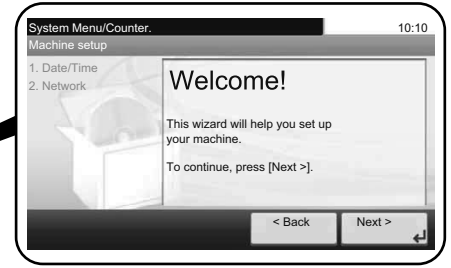 System Menu/Counter.
10:10
Machine setup
1. Date/Time
2. Network
Welcome!
This wizard will help you set up
your machine.
To continue, press [Next >].
< Back
Next >